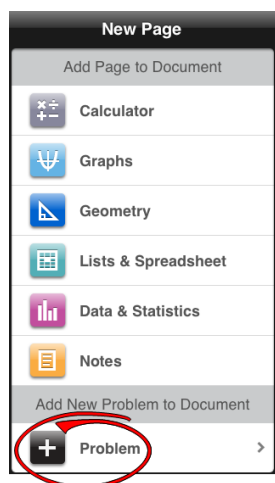 New Page
Add Page to Document
Calculator
Graphs
Geometry
Lists & Spreadsheet
Data & Statistics
Notes
Add New Problem to Document
Problem